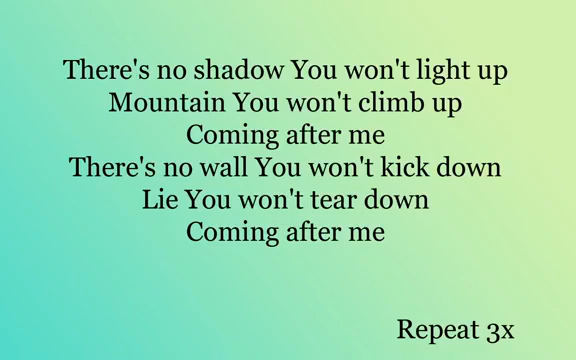 There's no shadow You won't light up
Mountain You won't climb up
Coming after me
There's no wall You won't kick down
Lie You won't tear down
Coming after me
Repeat 3x